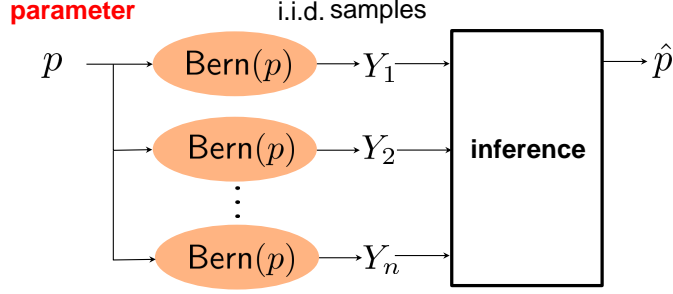 parameter i.i.d. samples
p Bern(p) Y₁ p̂
Bern(p) Y₂ inference
⋮
Bern(p) Yₙ